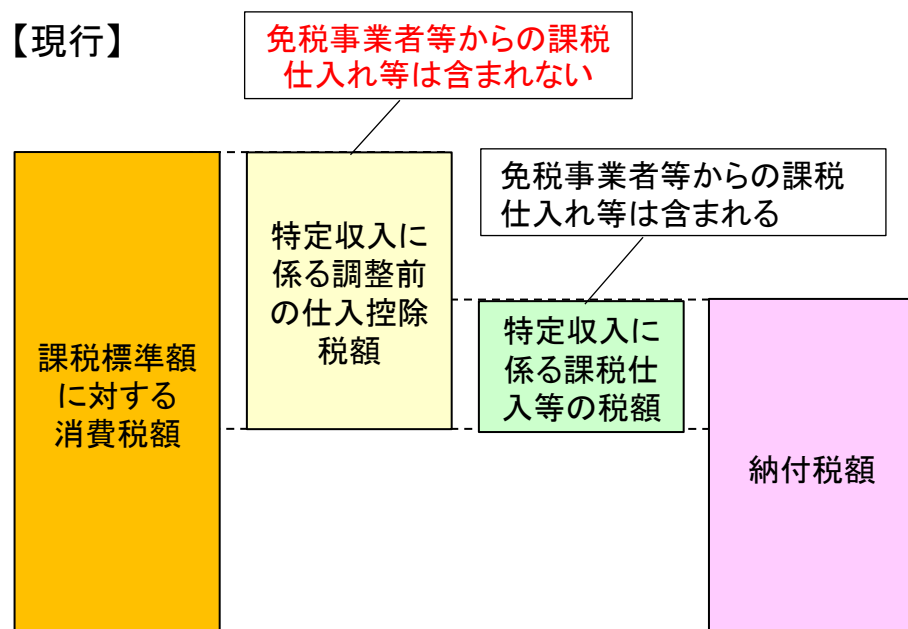 【現行】
免税事業者等からの課税
仕入れ等は含まれない
免税事業者等からの課税
仕入れ等は含まれる
課税標準額
に対する
消費税額
特定収入に
係る調整前
の仕入控除
税額
特定収入に
係る課税仕
入等の税額
納付税額